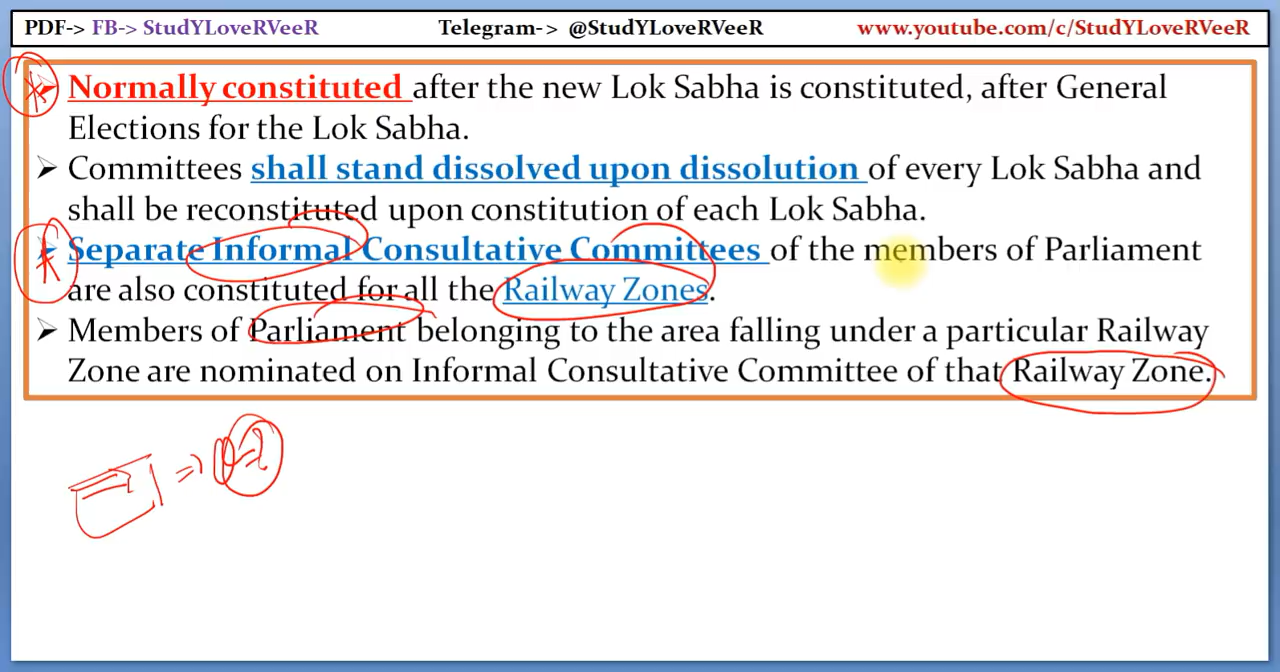 PDF-> FB-> StudYLoveRVeeR Telegram-> @StudYLoveRVeeR www.youtube.com/c/StudYLoveRVeeR
➤ Normally constituted after the new Lok Sabha is constituted, after General
Elections for the Lok Sabha.
➤ Committees shall stand dissolved upon dissolution of every Lok Sabha and
shall be reconstituted upon constitution of each Lok Sabha.
➤ Separate Informal Consultative Committees of the members of Parliament
are also constituted for all the Railway Zones.
➤ Members of Parliament belonging to the area falling under a particular Railway
Zone are nominated on Informal Consultative Committee of that Railway Zone.